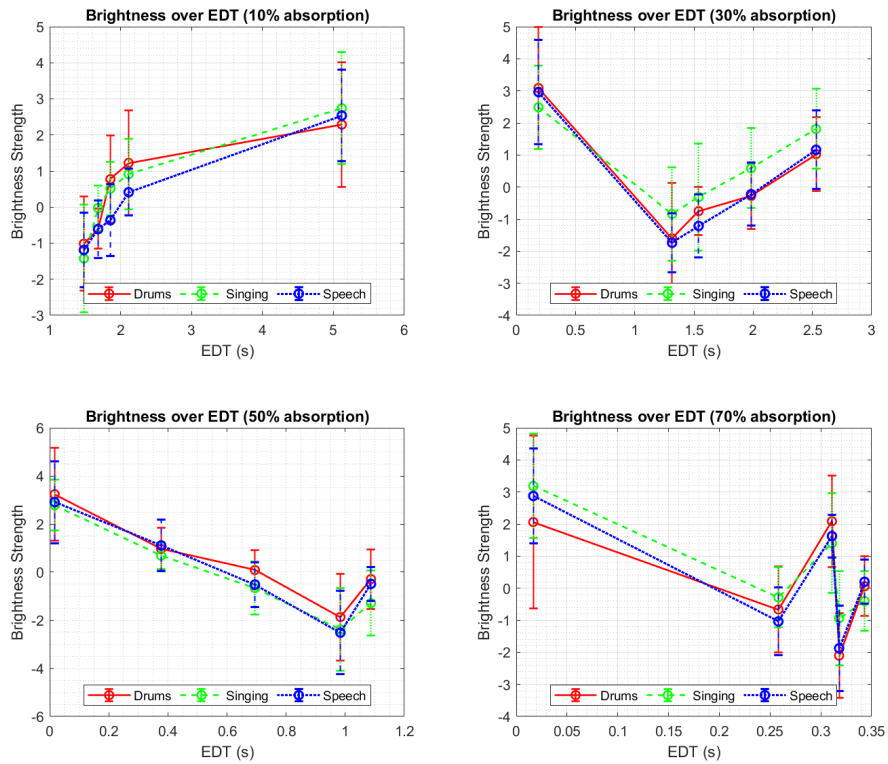 Brightness over EDT (10% absorption)
5
4
3
2
1
0
-1
-2
-3
Brightness Strength
Drums Singing Speech
1 2 3 4 5 6
EDT (s)
Brightness over EDT (30% absorption)
5
4
3
2
1
0
-1
-2
-3
-4
Brightness Strength
Drums Singing Speech
0 0.5 1 1.5 2 2.5 3
EDT (s)
Brightness over EDT (50% absorption)
6
4
2
0
-2
-4
-6
Brightness Strength
Drums Singing Speech
0 0.2 0.4 0.6 0.8 1 1.2
EDT (s)
Brightness over EDT (70% absorption)
5
4
3
2
1
0
-1
-2
-3
-4
Brightness Strength
Drums Singing Speech
0 0.05 0.1 0.15 0.2 0.25 0.3 0.35
EDT (s)